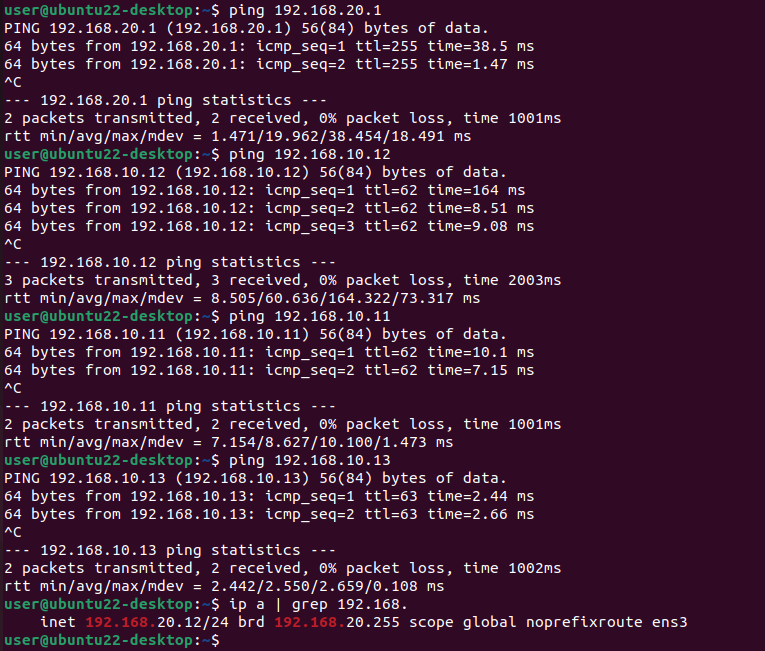 user@ubuntu22-desktop:~$ ping 192.168.20.1
PING 192.168.20.1 (192.168.20.1) 56(84) bytes of data.
64 bytes from 192.168.20.1: icmp_seq=1 ttl=255 time=38.5 ms
64 bytes from 192.168.20.1: icmp_seq=2 ttl=255 time=1.47 ms
^C
--- 192.168.20.1 ping statistics ---
2 packets transmitted, 2 received, 0% packet loss, time 1001ms
rtt min/avg/max/mdev = 1.471/19.962/38.454/18.491 ms
user@ubuntu22-desktop:~$ ping 192.168.10.12
PING 192.168.10.12 (192.168.10.12) 56(84) bytes of data.
64 bytes from 192.168.10.12: icmp_seq=1 ttl=62 time=164 ms
64 bytes from 192.168.10.12: icmp_seq=2 ttl=62 time=8.51 ms
64 bytes from 192.168.10.12: icmp_seq=3 ttl=62 time=9.08 ms
^C
--- 192.168.10.12 ping statistics ---
3 packets transmitted, 3 received, 0% packet loss, time 2003ms
rtt min/avg/max/mdev = 8.505/60.636/164.322/73.317 ms
user@ubuntu22-desktop:~$ ping 192.168.10.11
PING 192.168.10.11 (192.168.10.11) 56(84) bytes of data.
64 bytes from 192.168.10.11: icmp_seq=1 ttl=62 time=10.1 ms
64 bytes from 192.168.10.11: icmp_seq=2 ttl=62 time=7.15 ms
^C
--- 192.168.10.11 ping statistics ---
2 packets transmitted, 2 received, 0% packet loss, time 1001ms
rtt min/avg/max/mdev = 7.154/8.627/10.100/1.473 ms
user@ubuntu22-desktop:~$ ping 192.168.10.13
PING 192.168.10.13 (192.168.10.13) 56(84) bytes of data.
64 bytes from 192.168.10.13: icmp_seq=1 ttl=63 time=2.44 ms
64 bytes from 192.168.10.13: icmp_seq=2 ttl=63 time=2.66 ms
^C
--- 192.168.10.13 ping statistics ---
2 packets transmitted, 2 received, 0% packet loss, time 1002ms
rtt min/avg/max/mdev = 2.442/2.550/2.659/0.108 ms
user@ubuntu22-desktop:~$ ip a | grep 192.168.
    inet 192.168.20.12/24 brd 192.168.20.255 scope global noprefixroute ens3
user@ubuntu22-desktop:~$